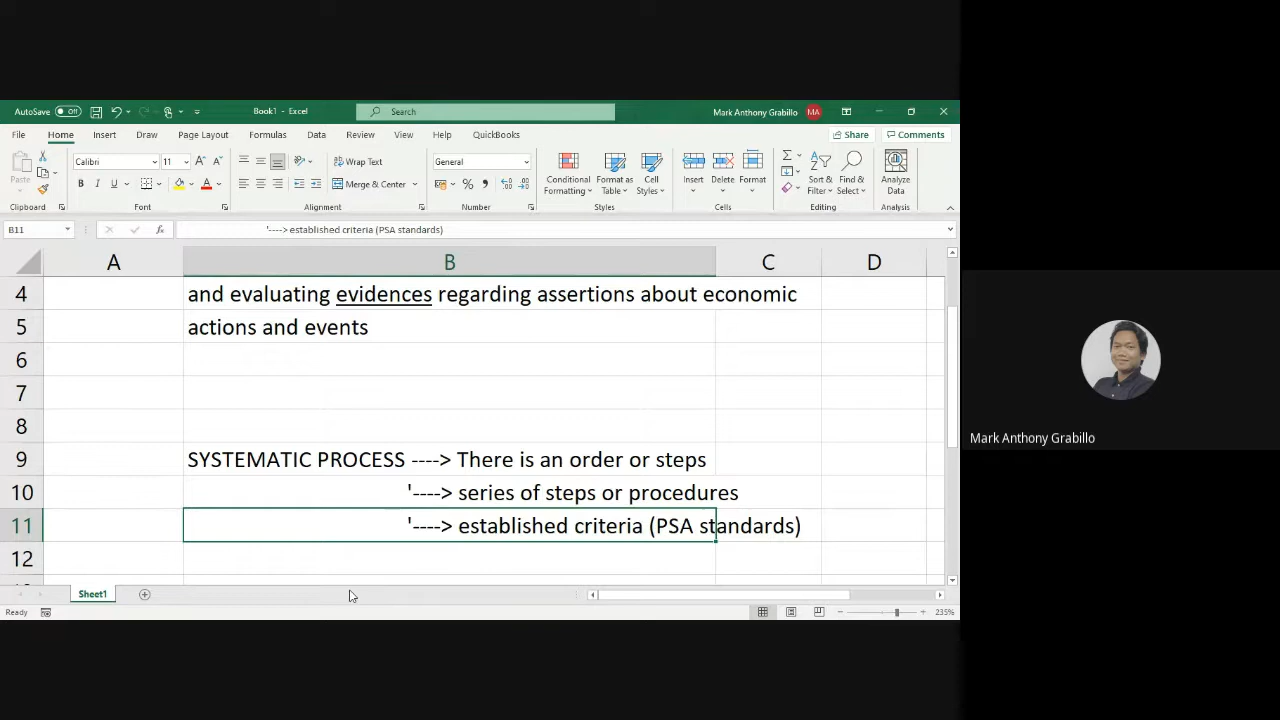 AutoSave Off Book1 - Excel Search Mark Anthony Grabillo MA
File Home Insert Draw Page Layout Formulas Data Review View Help QuickBooks Share Comments
Paste Calibri 11 A A Wrap Text General Conditional Formatting Format as Table Cell Styles Insert Delete Format Sort & Filter Find & Select Analyze Data
B I U A Merge & Center $ % ,
Clipboard Font Alignment Number Styles Cells Editing Analysis
B11 fx '----> established criteria (PSA standards)
A B C D
4 and evaluating evidences regarding assertions about economic
5 actions and events
6
7
8
9 SYSTEMATIC PROCESS ----> There is an order or steps
10 '----> series of steps or procedures
11 '----> established criteria (PSA standards)
12
Sheet1
Ready 235%
Mark Anthony Grabillo